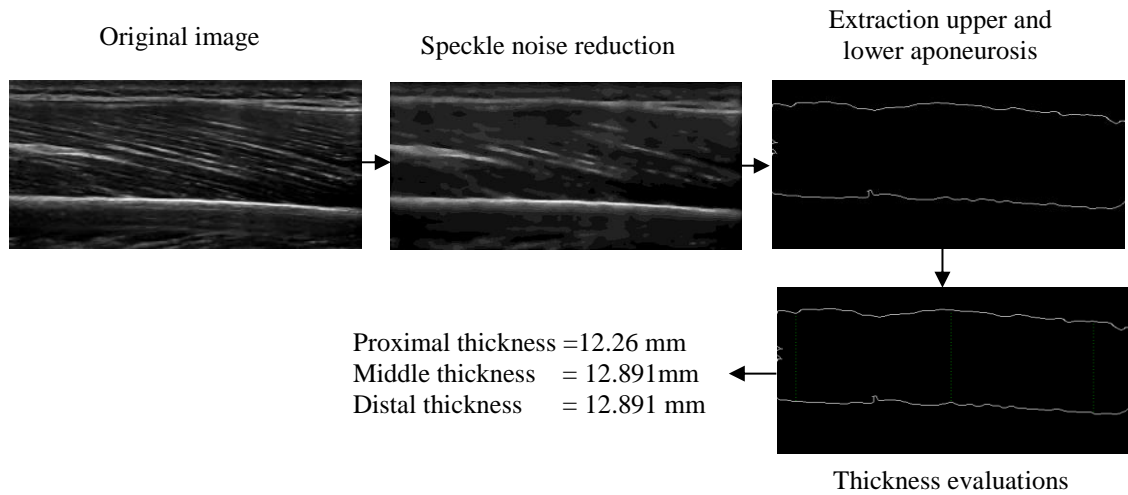 Original image
Speckle noise reduction
Extraction upper and
lower aponeurosis
Proximal thickness =12.26 mm
Middle thickness = 12.891mm
Distal thickness = 12.891 mm
Thickness evaluations